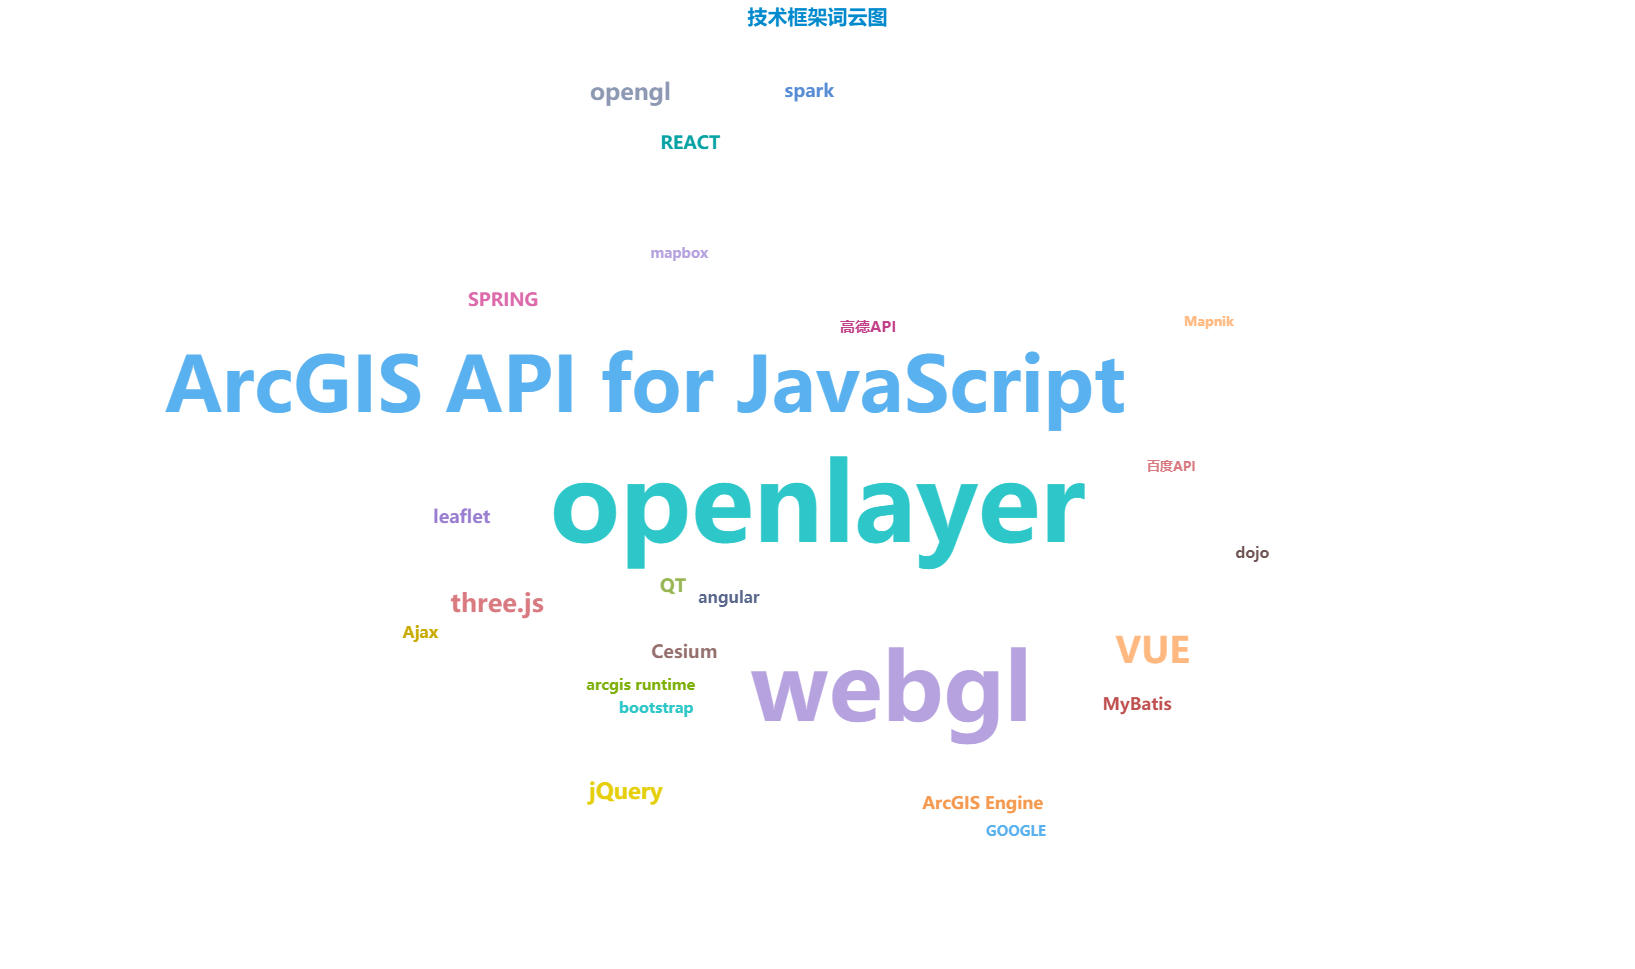 技术框架词云图
opengl
spark
REACT
mapbox
SPRING
高德API
Mapnik
ArcGIS API for JavaScript
百度API
openlayer
leaflet
dojo
QT
angular
three.js
Ajax
Cesium
VUE
arcgis runtime
webgl
bootstrap
MyBatis
jQuery
ArcGIS Engine
GOOGLE